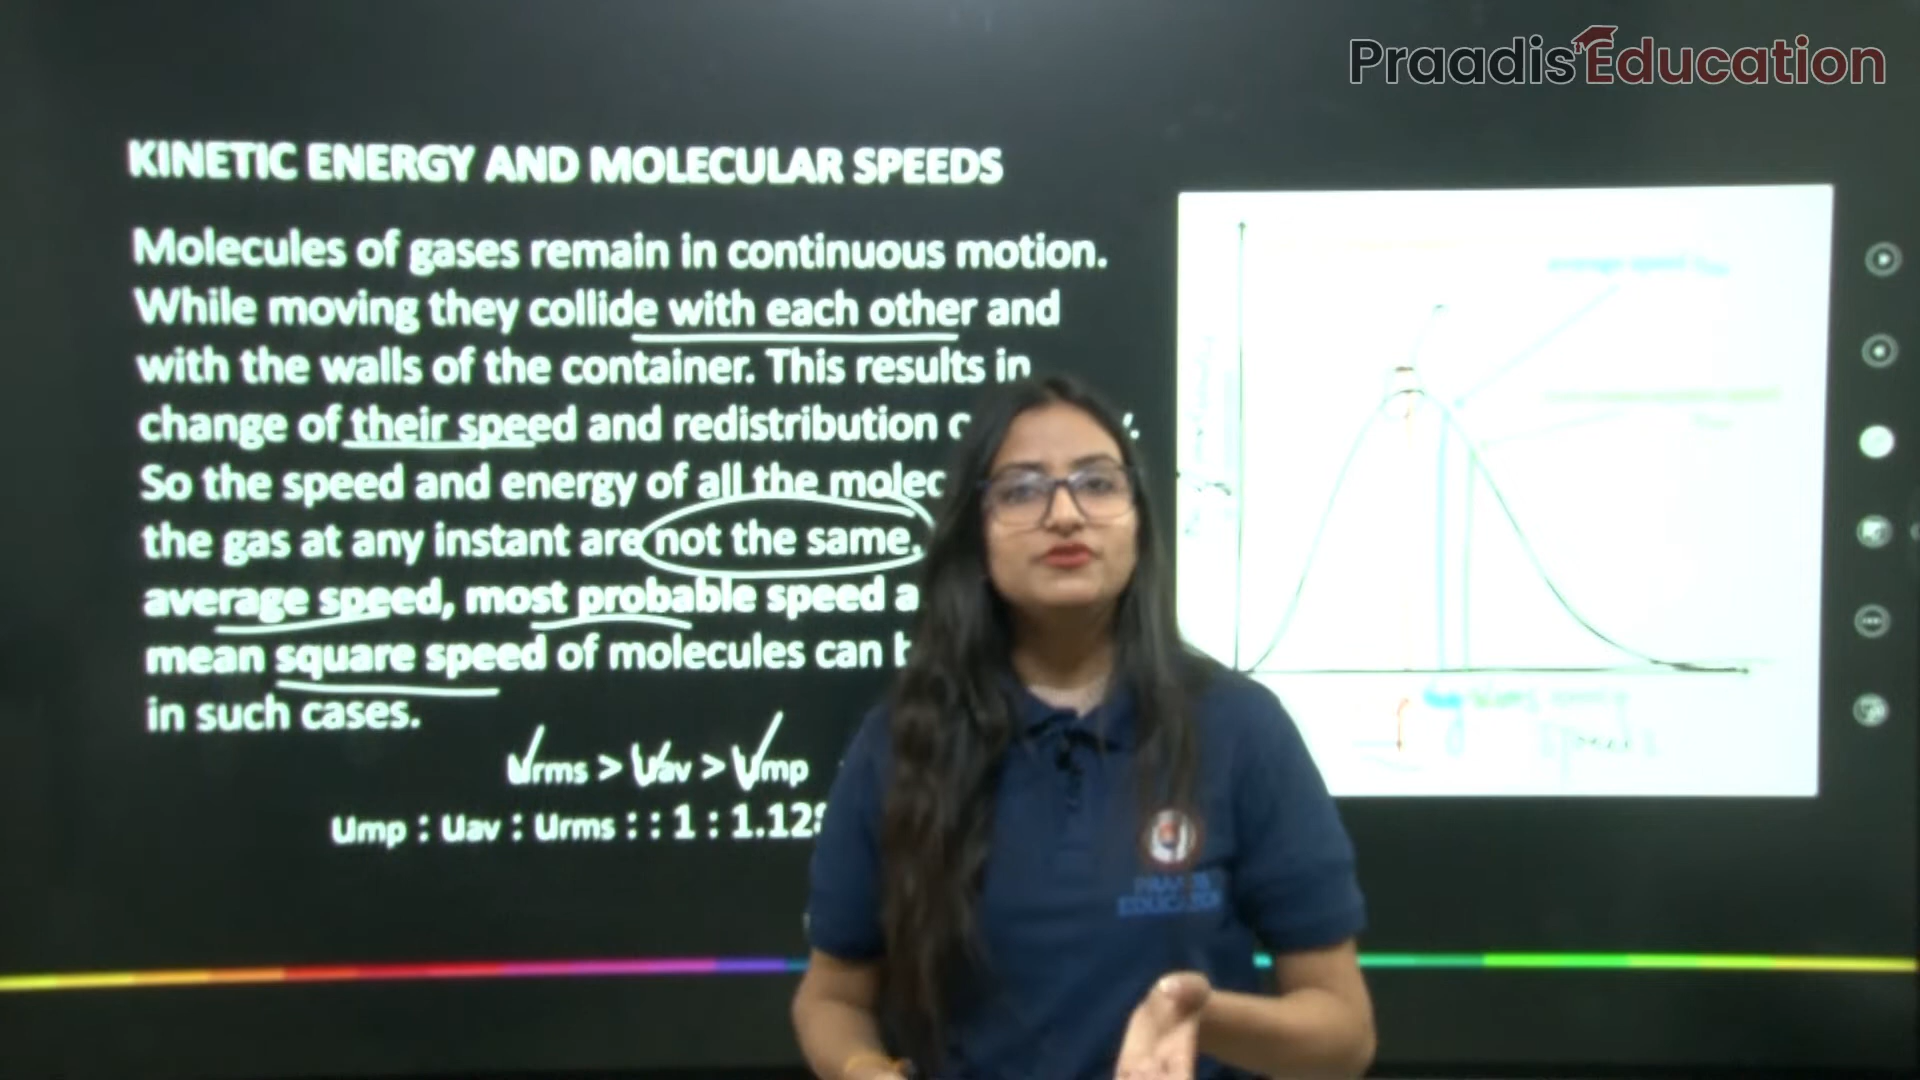 Praadis Education
KINETIC ENERGY AND MOLECULAR SPEEDS
Molecules of gases remain in continuous motion.
While moving they collide with each other and
with the walls of the container. This results in
change of their speed and redistribution
So the speed and energy of all the molec
the gas at any instant are not the same.
average speed, most probable speed a
mean square speed of molecules can b
in such cases.
Urms > Uav > Ump
Ump : Uav : Urms : : 1 : 1.128
average speed
EDUCATION